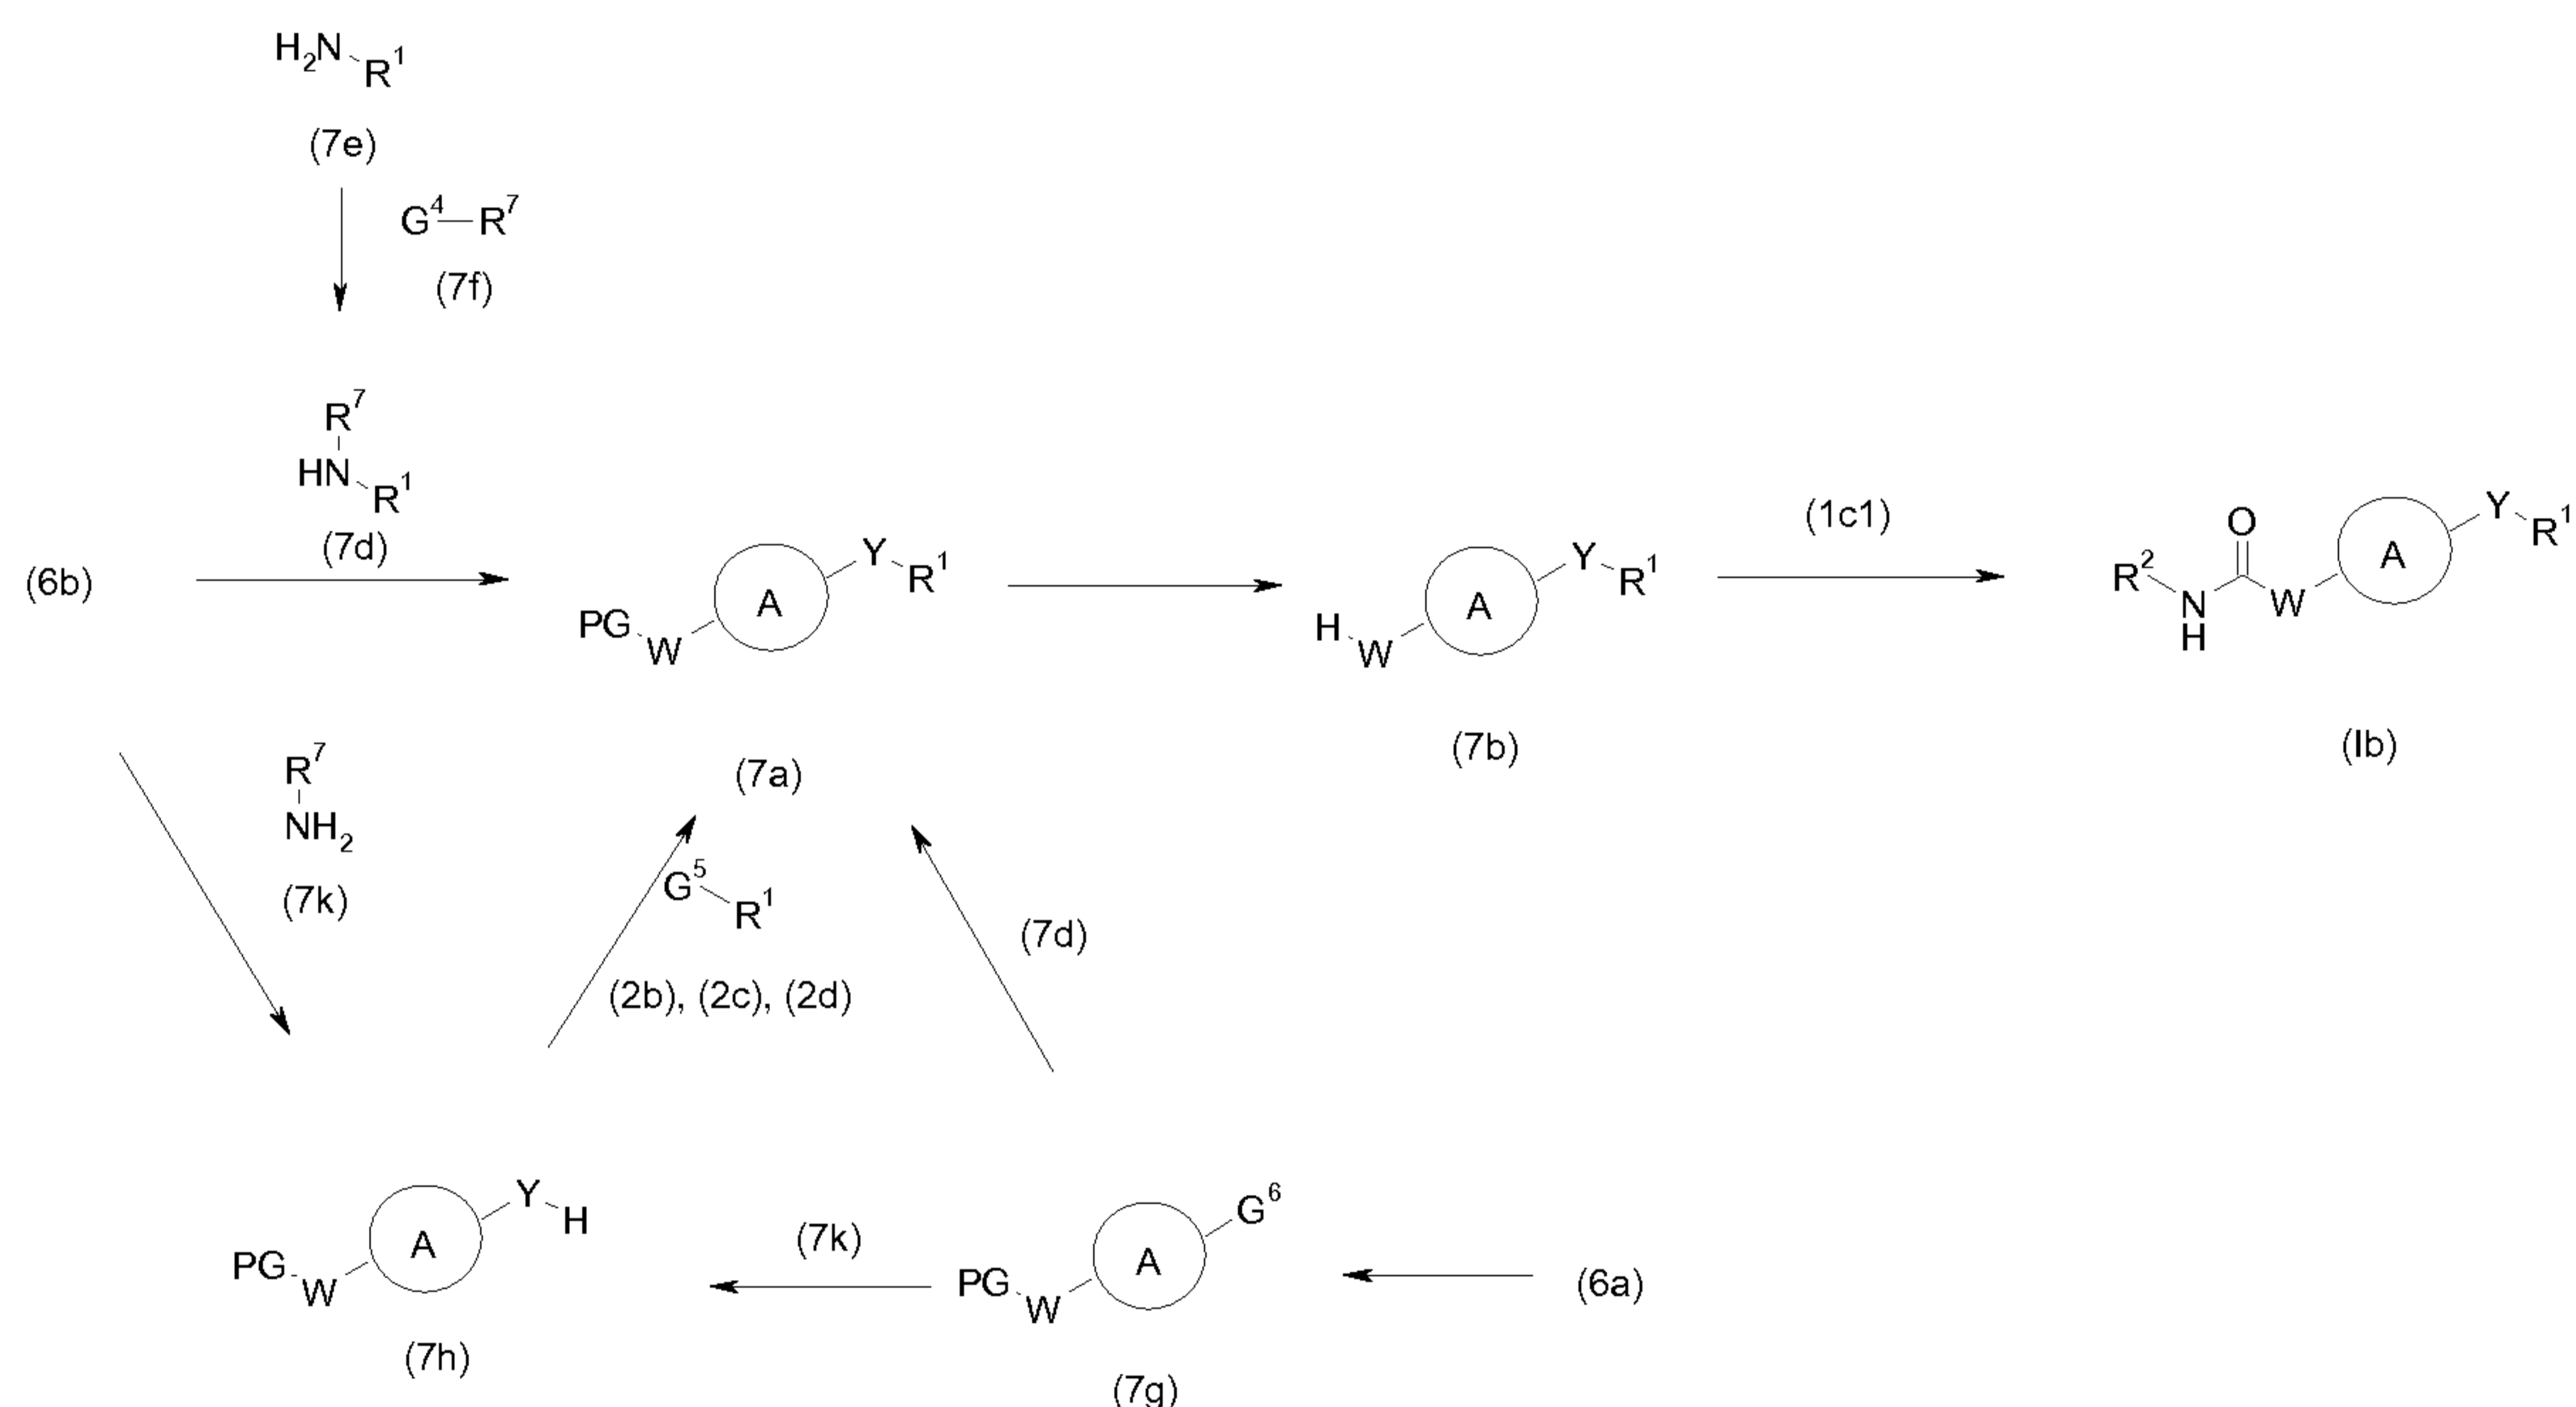 H₂N R¹
(7e)
G⁴ R⁷
(7f)
R⁷
HN R¹
(7d)
(6b)
PG W A Y R¹
(7a)
H W A Y R¹
(7b)
(1c1)
R² N H O W A Y R¹
(Ib)
R⁷
NH₂
(7k)
G⁵ R¹
(2b), (2c), (2d)
(7d)
PG W A Y H
(7h)
(7k)
PG W A G⁶
(7g)
(6a)